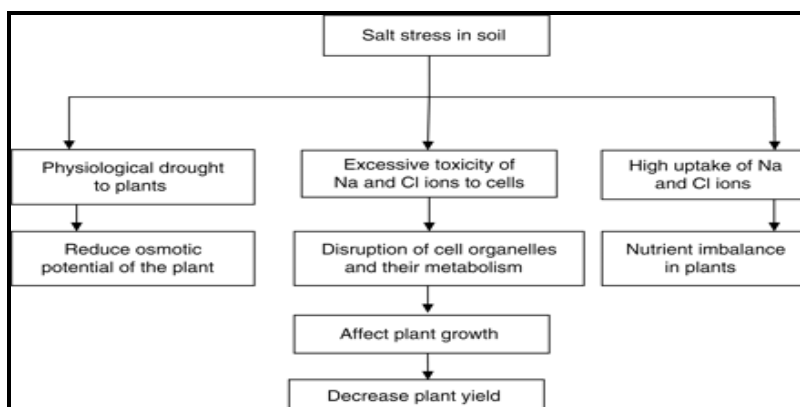 Salt stress in soil
Physiological drought
to plants
Excessive toxicity of
Na and Cl ions to cells
High uptake of Na
and Cl ions
Reduce osmotic
potential of the plant
Disruption of cell organelles
and their metabolism
Nutrient imbalance
in plants
Affect plant growth
Decrease plant yield